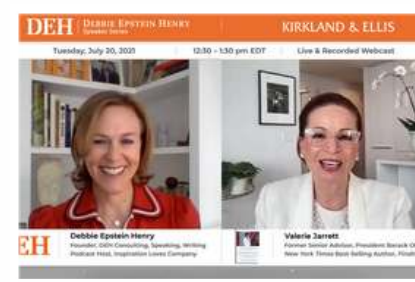 DEH DEBBIE EPSTEIN HENRY
Speaker Series
KIRKLAND & ELLIS
Tuesday, July 20, 2021 12:30 - 1:30 pm EDT Live & Recorded Webcast
EH
Debbie Epstein Henry
Founder, DEH Consulting, Speaking, Writing
Podcast Host, Inspiration Loves Company
Valerie Jarrett
Former Senior Advisor, President Barack O
New York Times Best-Selling Author, Findi